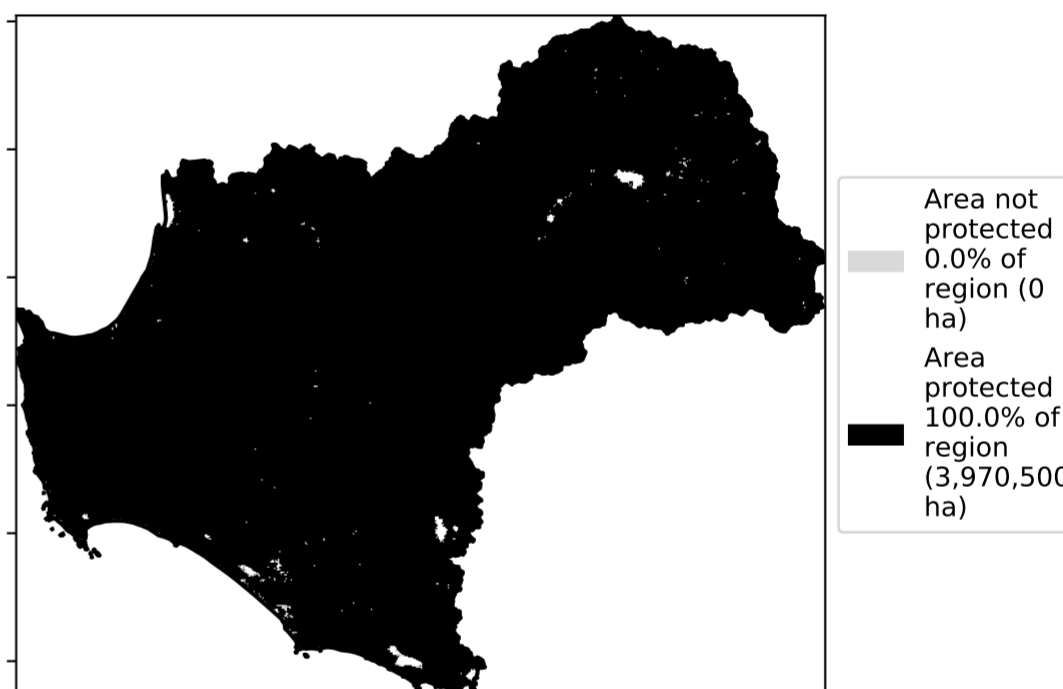 Area not
protected
0.0% of
region (0
ha)
Area
protected
100.0% of
region
(3,970,500
ha)